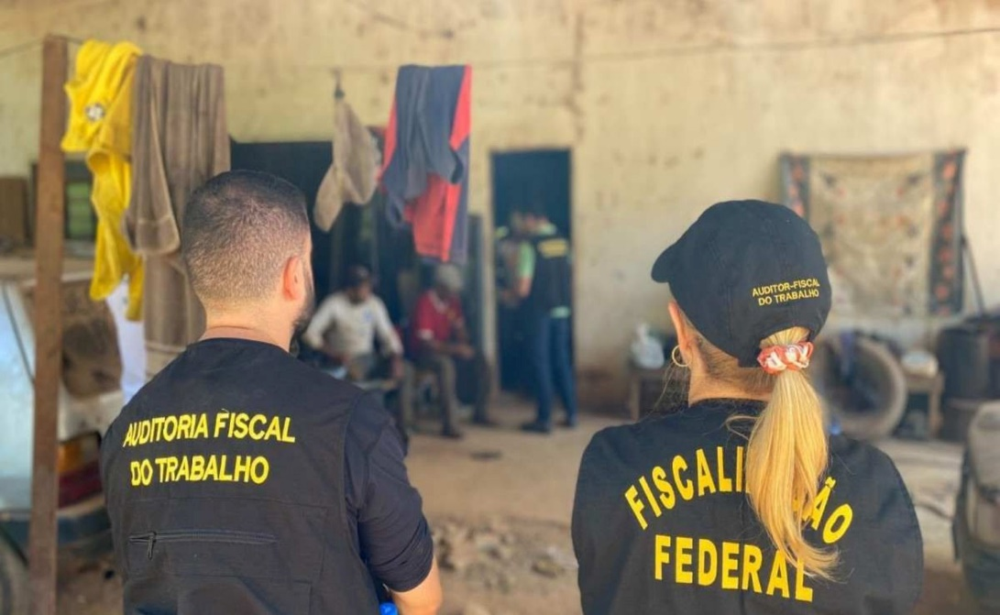 AUDITORIA FISCAL
DO TRABALHO
AUDITOR-FISCAL
DO TRABALHO
FEDERAL